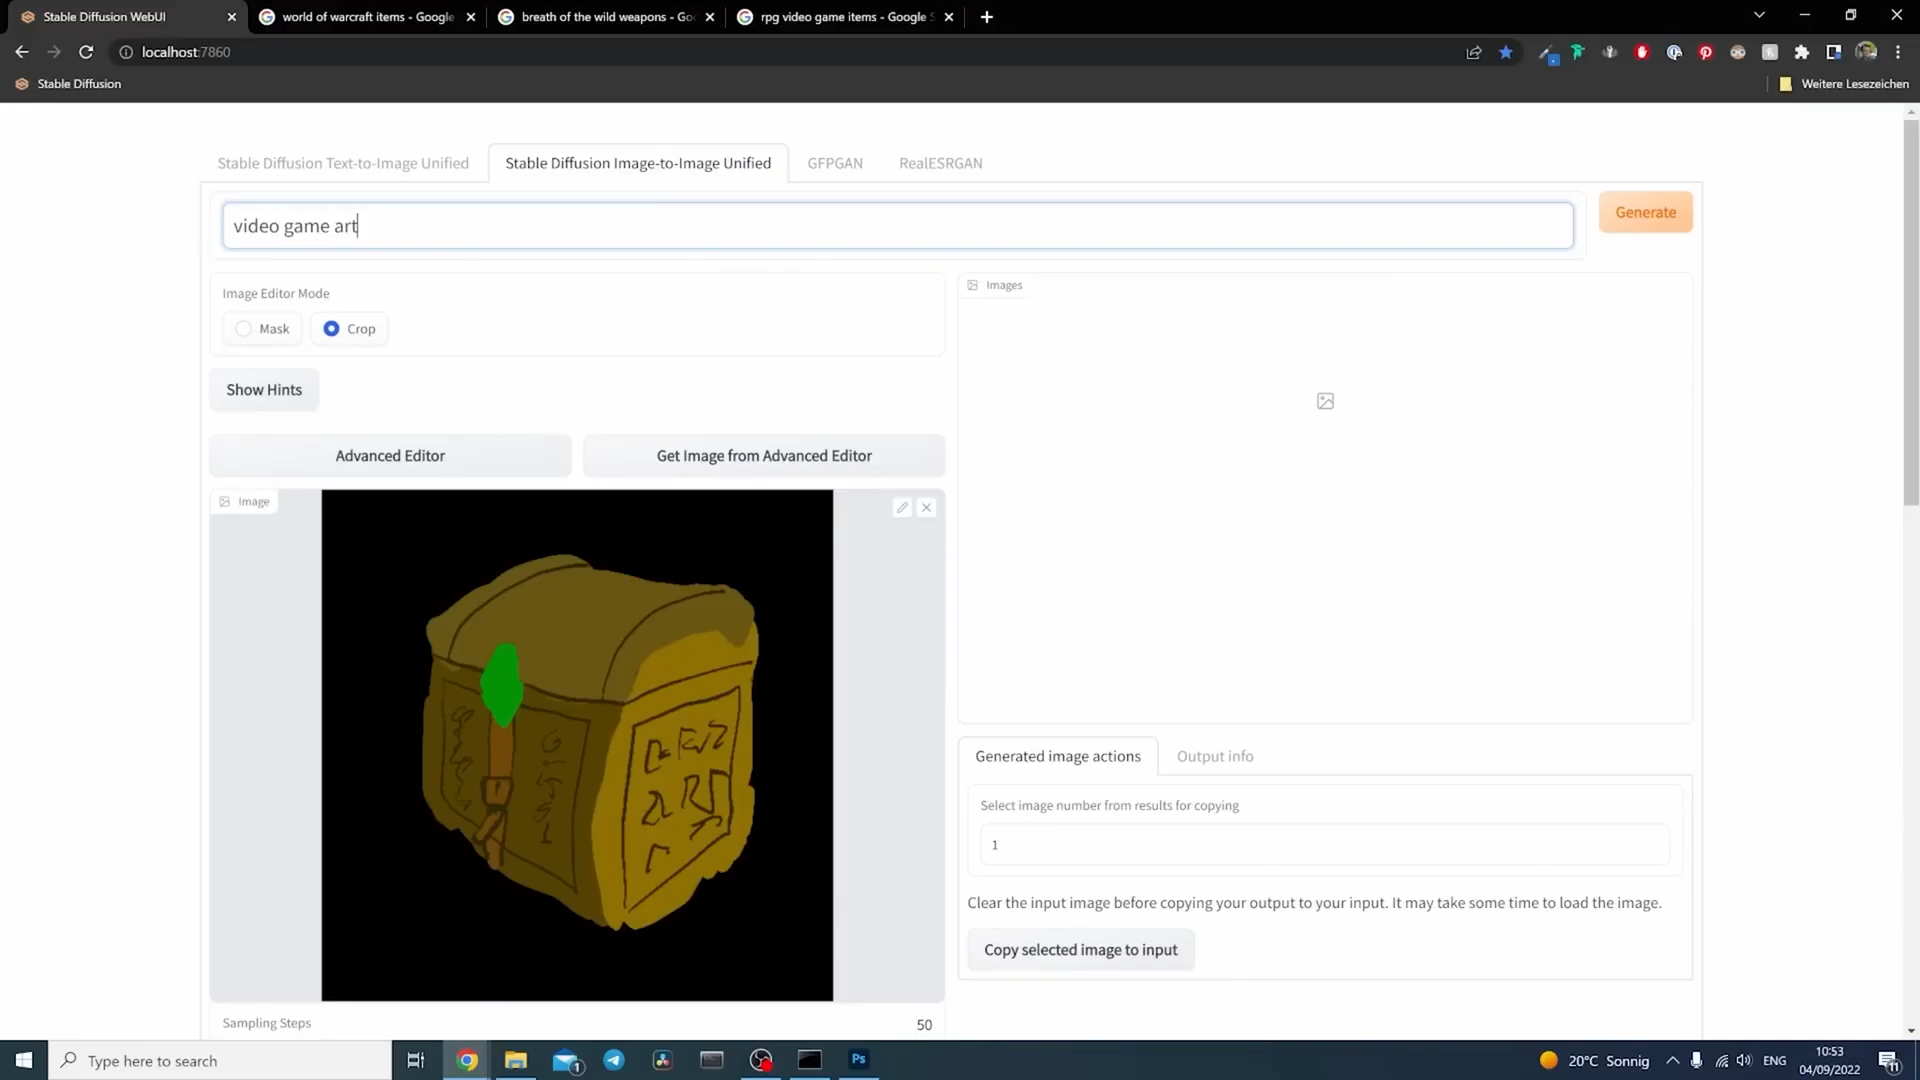 Stable Diffusion WebUI
world of warcraft items - Google
breath of the wild weapons - Go
rpg video game items - Google S
localhost:7860
Stable Diffusion
Weitere Lesezeichen
Stable Diffusion Text-to-Image Unified
Stable Diffusion Image-to-Image Unified
GFPGAN
RealESRGAN
video game art
Generate
Image Editor Mode
Mask
Crop
Images
Show Hints
Advanced Editor
Get Image from Advanced Editor
Image
Generated image actions
Output info
Select image number from results for copying
1
Clear the input image before copying your output to your input. It may take some time to load the image.
Copy selected image to input
Sampling Steps
50
Type here to search
1
Ps
20°C Sonnig
ENG
10:53
04/09/2022
11